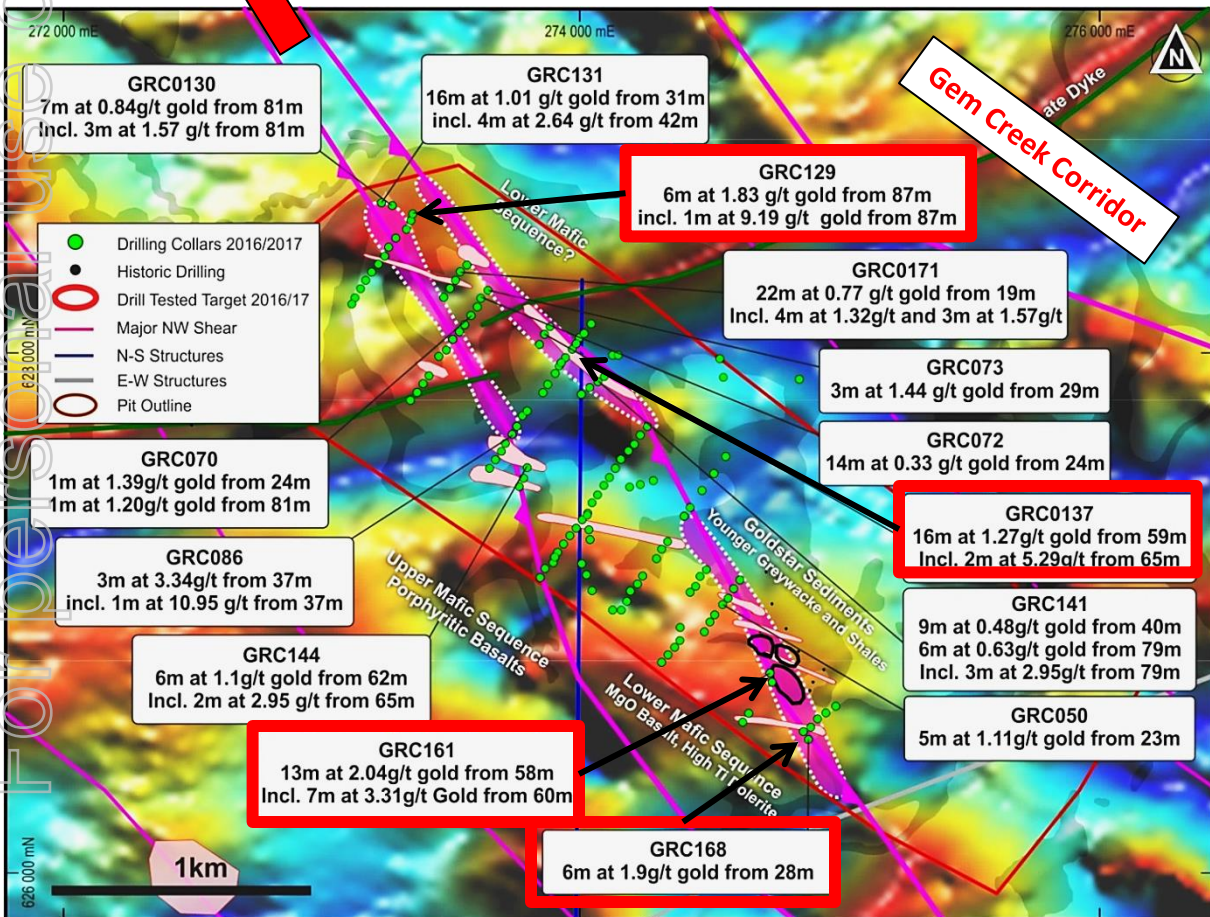 272 000 mE
274 000 mE
276 000 mE
N
GRC0130
7m at 0.84g/t gold from 81m
Incl. 3m at 1.57 g/t from 81m
GRC131
16m at 1.01 g/t gold from 31m
incl. 4m at 2.64 g/t from 42m
Gem Creek Corridor
ate Dyke
GRC129
6m at 1.83 g/t gold from 87m
incl. 1m at 9.19 g/t gold from 87m
Lower Mafic
Sequence?
Drilling Collars 2016/2017
Historic Drilling
Drill Tested Target 2016/17
Major NW Shear
N-S Structures
E-W Structures
Pit Outline
GRC0171
22m at 0.77 g/t gold from 19m
Incl. 4m at 1.32g/t and 3m at 1.57g/t
628 000 mN
GRC073
3m at 1.44 g/t gold from 29m
GRC072
14m at 0.33 g/t gold from 24m
GRC070
1m at 1.39g/t gold from 24m
1m at 1.20g/t gold from 81m
GRC0137
16m at 1.27g/t gold from 59m
Incl. 2m at 5.29g/t from 65m
GRC086
3m at 3.34g/t from 37m
incl. 1m at 10.95 g/t from 37m
Upper Mafic Sequence
Porphyritic Basalts
Goldstar Sediments
Younger Greywacke and Shales
GRC141
9m at 0.48g/t gold from 40m
6m at 0.63g/t gold from 79m
Incl. 3m at 2.95g/t from 79m
GRC144
6m at 1.1g/t gold from 62m
Incl. 2m at 2.95 g/t from 65m
Lower Mafic Sequence
MgO Basalt, High Ti Dolerite
GRC050
5m at 1.11g/t gold from 23m
GRC161
13m at 2.04g/t gold from 58m
Incl. 7m at 3.31g/t Gold from 60m
GRC168
6m at 1.9g/t gold from 28m
626 000 mN
1km
For personal use o